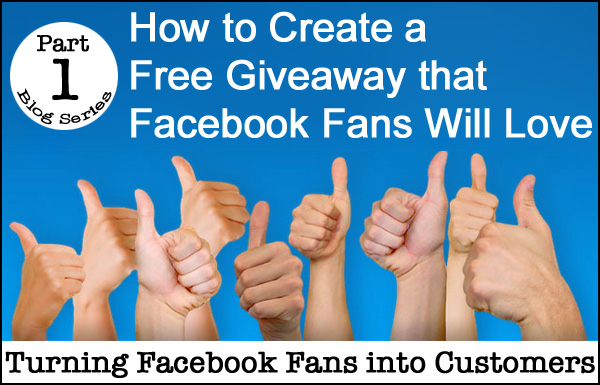 Part
1
Blog Series
How to Create a
Free Giveaway that
Facebook Fans Will Love
Turning Facebook Fans into Customers